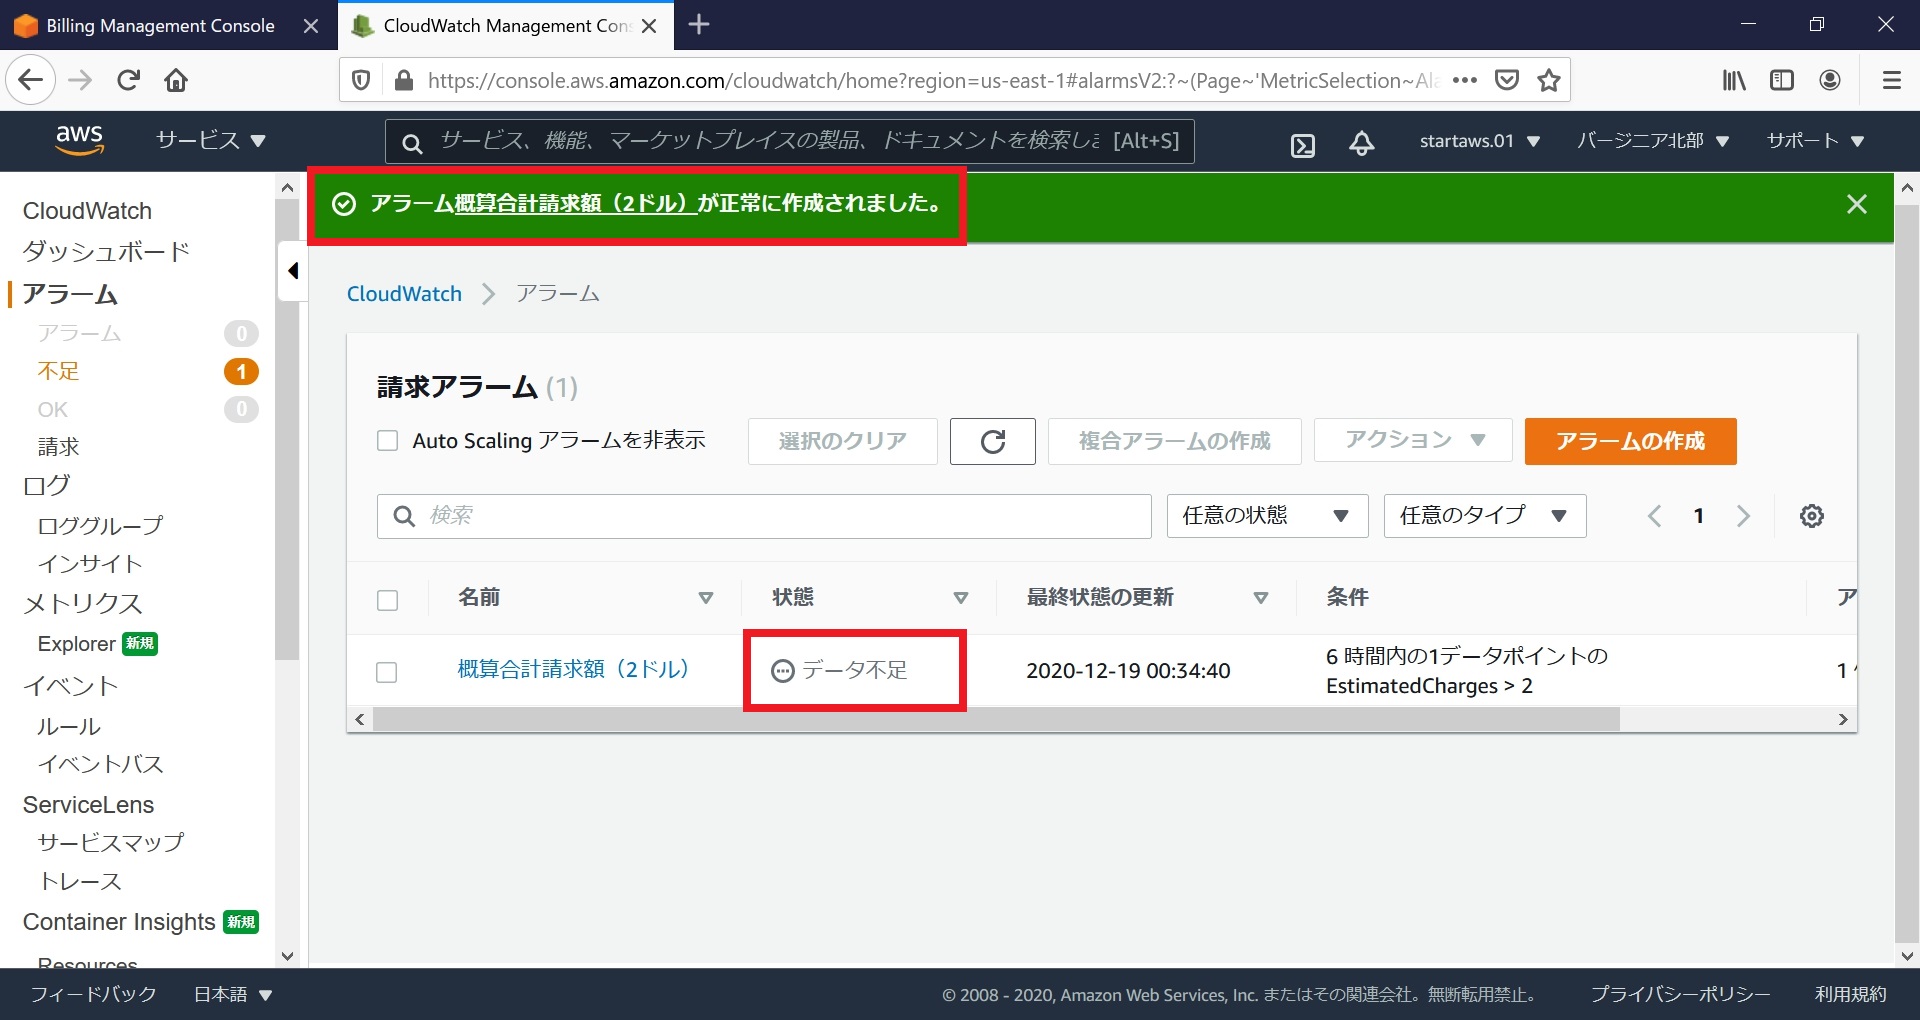 Billing Management Console
CloudWatch Management Con
https://console.aws.amazon.com/cloudwatch/home?region=us-east-1#alarmsV2:?~(Page~'MetricSelection~Ala
aws
サービス
サービス、機能、マーケットプレイスの製品、ドキュメントを検索しま
[Alt+S]
startaws.01
バージニア北部
サポート
CloudWatch
ダッシュボード
アラーム
アラーム 0
不足 1
OK 0
請求
ログ
ロググループ
インサイト
メトリクス
Explorer 新規
イベント
ルール
イベントバス
ServiceLens
サービスマップ
トレース
Container Insights 新規
Resources
アラーム概算合計請求額（2ドル）が正常に作成されました。
CloudWatch アラーム
請求アラーム (1)
Auto Scaling アラームを非表示
選択のクリア
複合アラームの作成
アクション
アラームの作成
検索
任意の状態
任意のタイプ
1
名前 状態 最終状態の更新 条件 ア
概算合計請求額（2ドル） データ不足 2020-12-19 00:34:40 6 時間内の1データポイントの
EstimatedCharges > 2
1
フィードバック
日本語
© 2008 - 2020, Amazon Web Services, Inc. またはその関連会社。無断転用禁止。
プライバシーポリシー
利用規約